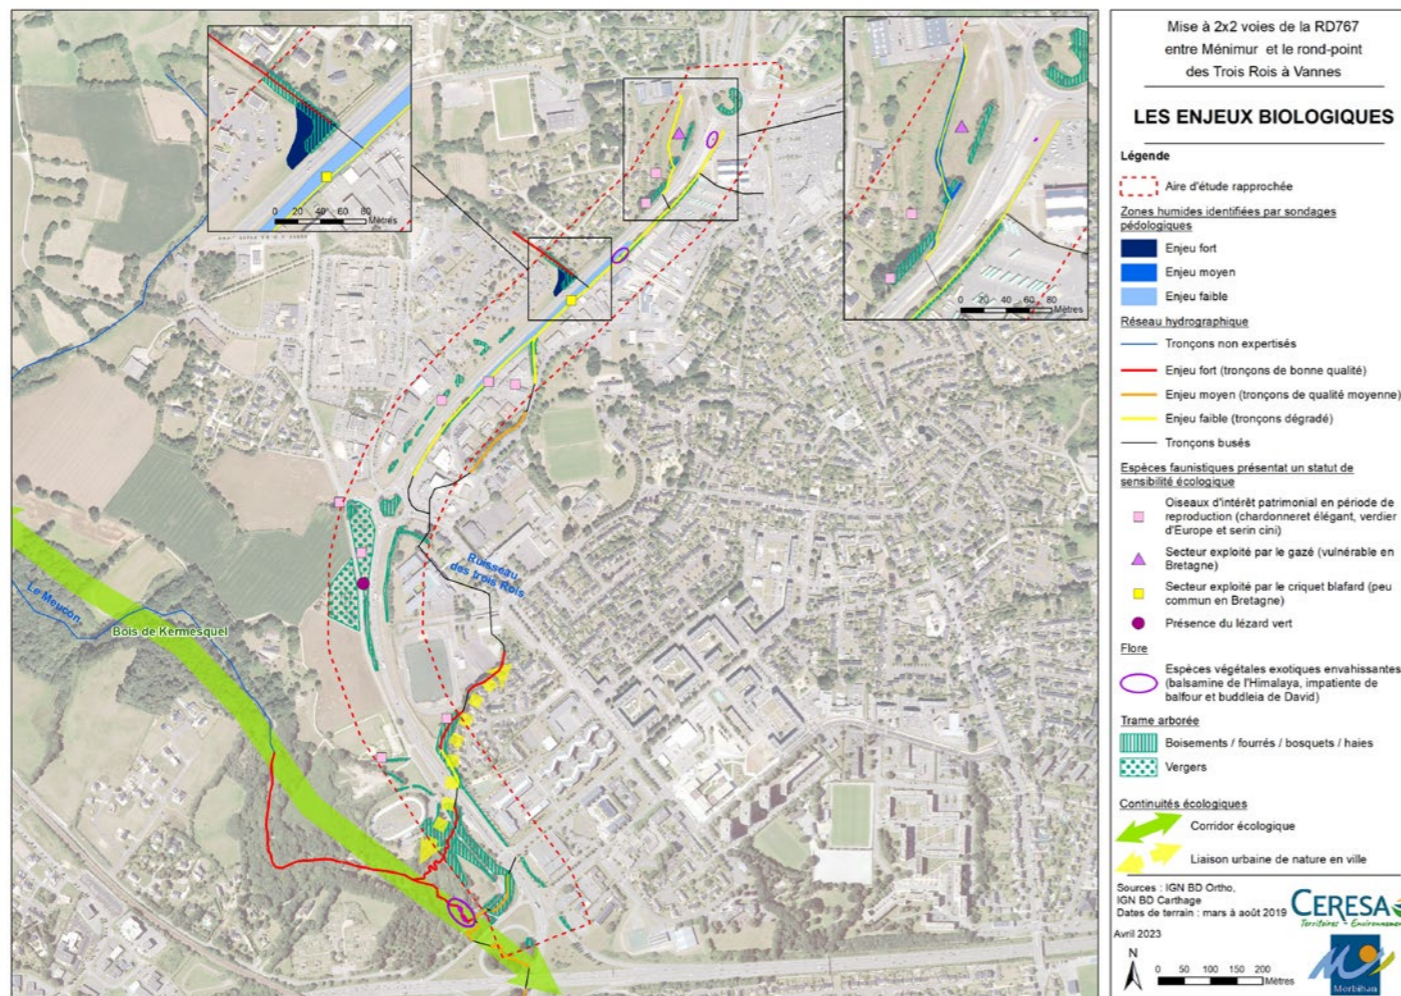 Mise à 2x2 voies de la RD767
entre Ménimur et le rond-point
des Trois Rois à Vannes
LES ENJEUX BIOLOGIQUES
Légende
Aire d'étude rapprochée
Zones humides identifiées par sondages
pédologiques
Enjeu fort
Enjeu moyen
Enjeu faible
Réseau hydrographique
Tronçons non expertisés
Enjeu fort (tronçons de bonne qualité)
Enjeu moyen (tronçons de qualité moyenne)
Enjeu faible (tronçons dégradé)
Tronçons busés
Espèces faunistiques présentat un statut de
sensibilité écologique
Oiseaux d'intérêt patrimonial en période de
reproduction (chardonneret élégant, verdier
d'Europe et serin cini)
Secteur exploité par le gazé (vulnérable en
Bretagne)
Secteur exploité par le criquet blafard (peu
commun en Bretagne)
Présence du lézard vert
Flore
Espèces végétales exotiques envahissantes
(balsamine de l'Himalaya, impatiente de
balfour et buddleia de David)
Trame arborée
Boisements / fourrés / bosquets / haies
Vergers
Continuités écologiques
Corridor écologique
Liaison urbaine de nature en ville
Sources : IGN BD Ortho,
IGN BD Carthage
Dates de terrain : mars à août 2019
Avril 2023
CERESA
Territoires - Environnement
N
0 50 100 150 200
Mètres
Morbihan
0 20 40 60 80
Mètres
0 20 40 60 80
Mètres
Ruisseau
des trois Rois
Le Meucon
Bois de Kermesquel